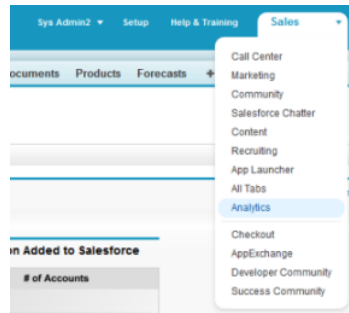 Sys Admin2 Setup Help & Training Sales
ocuments Products Forecasts +
Call Center
Marketing
Community
Salesforce Chatter
Content
Recruiting
App Launcher
All Tabs
Analytics
Checkout
AppExchange
Developer Community
Success Community
on Added to Salesforce
# of Accounts